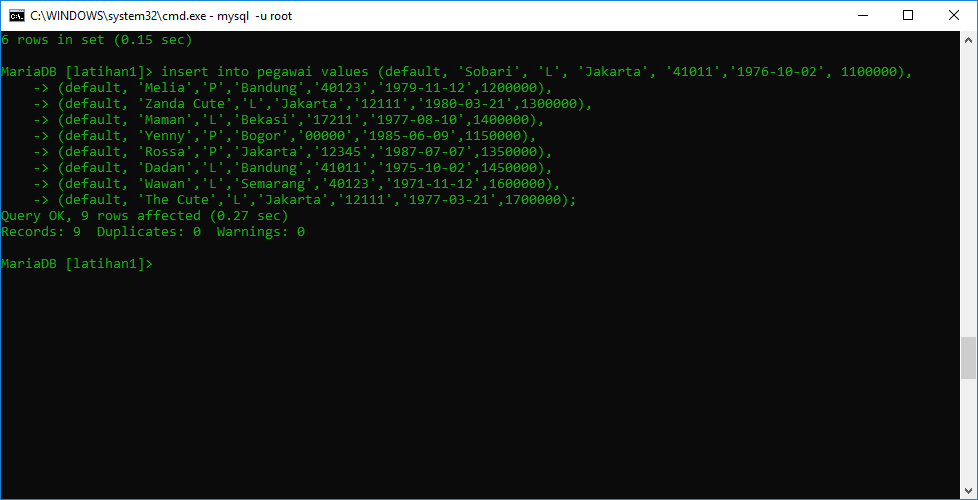 C:\WINDOWS\system32\cmd.exe - mysql  -u root
6 rows in set (0.15 sec)
MariaDB [latihan1]> insert into pegawai values (default, 'Sobari', 'L', 'Jakarta', '41011','1976-10-02', 1100000),
    -> (default, 'Melia','P','Bandung','40123','1979-11-12',1200000),
    -> (default, 'Zanda Cute','L','Jakarta','12111','1980-03-21',1300000),
    -> (default, 'Maman','L','Bekasi','17211','1977-08-10',1400000),
    -> (default, 'Yenny','P','Bogor','00000','1985-06-09',1150000),
    -> (default, 'Rossa','P','Jakarta','12345','1987-07-07',1350000),
    -> (default, 'Dadan','L','Bandung','41011','1975-10-02',1450000),
    -> (default, 'Wawan','L','Semarang','40123','1971-11-12',1600000),
    -> (default, 'The Cute','L','Jakarta','12111','1977-03-21',1700000);
Query OK, 9 rows affected (0.27 sec)
Records: 9  Duplicates: 0  Warnings: 0
MariaDB [latihan1]>